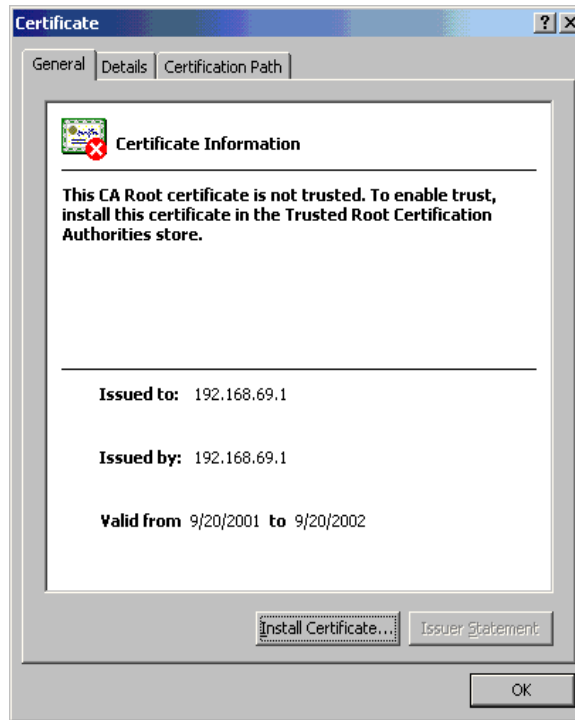 Certificate
General Details Certification Path
Certificate Information
This CA Root certificate is not trusted. To enable trust,
install this certificate in the Trusted Root Certification
Authorities store.
Issued to: 192.168.69.1
Issued by: 192.168.69.1
Valid from 9/20/2001 to 9/20/2002
Install Certificate... Issuer Statement
OK